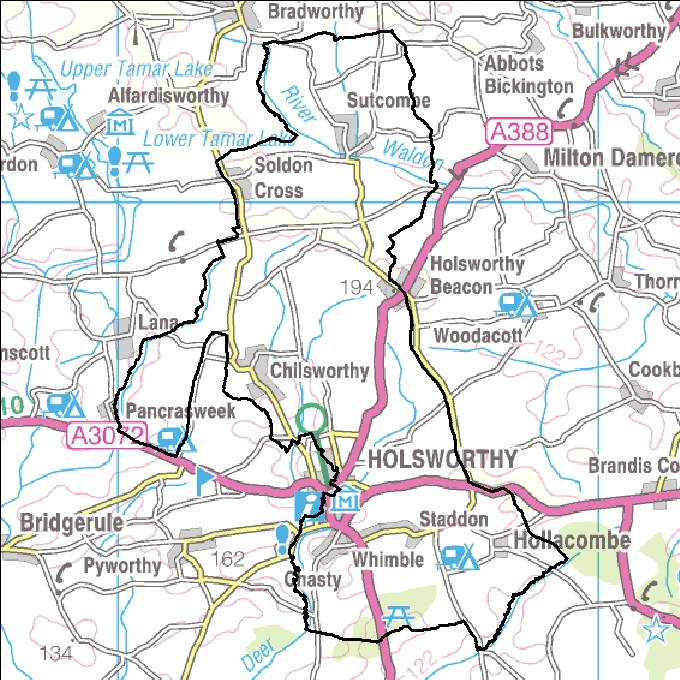 Bradworthy
Bulkworthy
Upper Tamar Lake
Abbots
Bickington
Alfardisworthy
River
Sutcombe
M
A388
Lower Tamar Lake
Waldon
Milton Damere
rdon
Soldon
Cross
Holsworthy
Beacon
194
Thorn
Lana
Woodacott
122
nscott
Chilsworthy
Cookb
10
Pancrasweek
A3072
HOLSWORTHY
Brandis Co
M
Bridgerule
Staddon
Hollacombe
162
Whimble
Pyworthy
Chasty
Deer
134
122